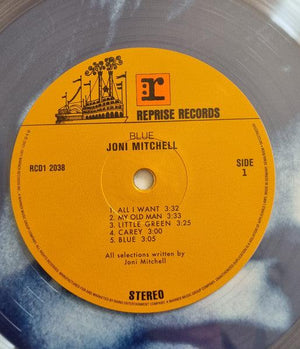 r
REPRISE RECORDS
BLUE
JONI MITCHELL
RCD1 2038
SIDE
1
1. ALL I WANT 3:32
2. MY OLD MAN 3:33
3. LITTLE GREEN 3:25
4. CAREY 3:00
5. BLUE 3:05
All selections written by
Joni Mitchell
STEREO